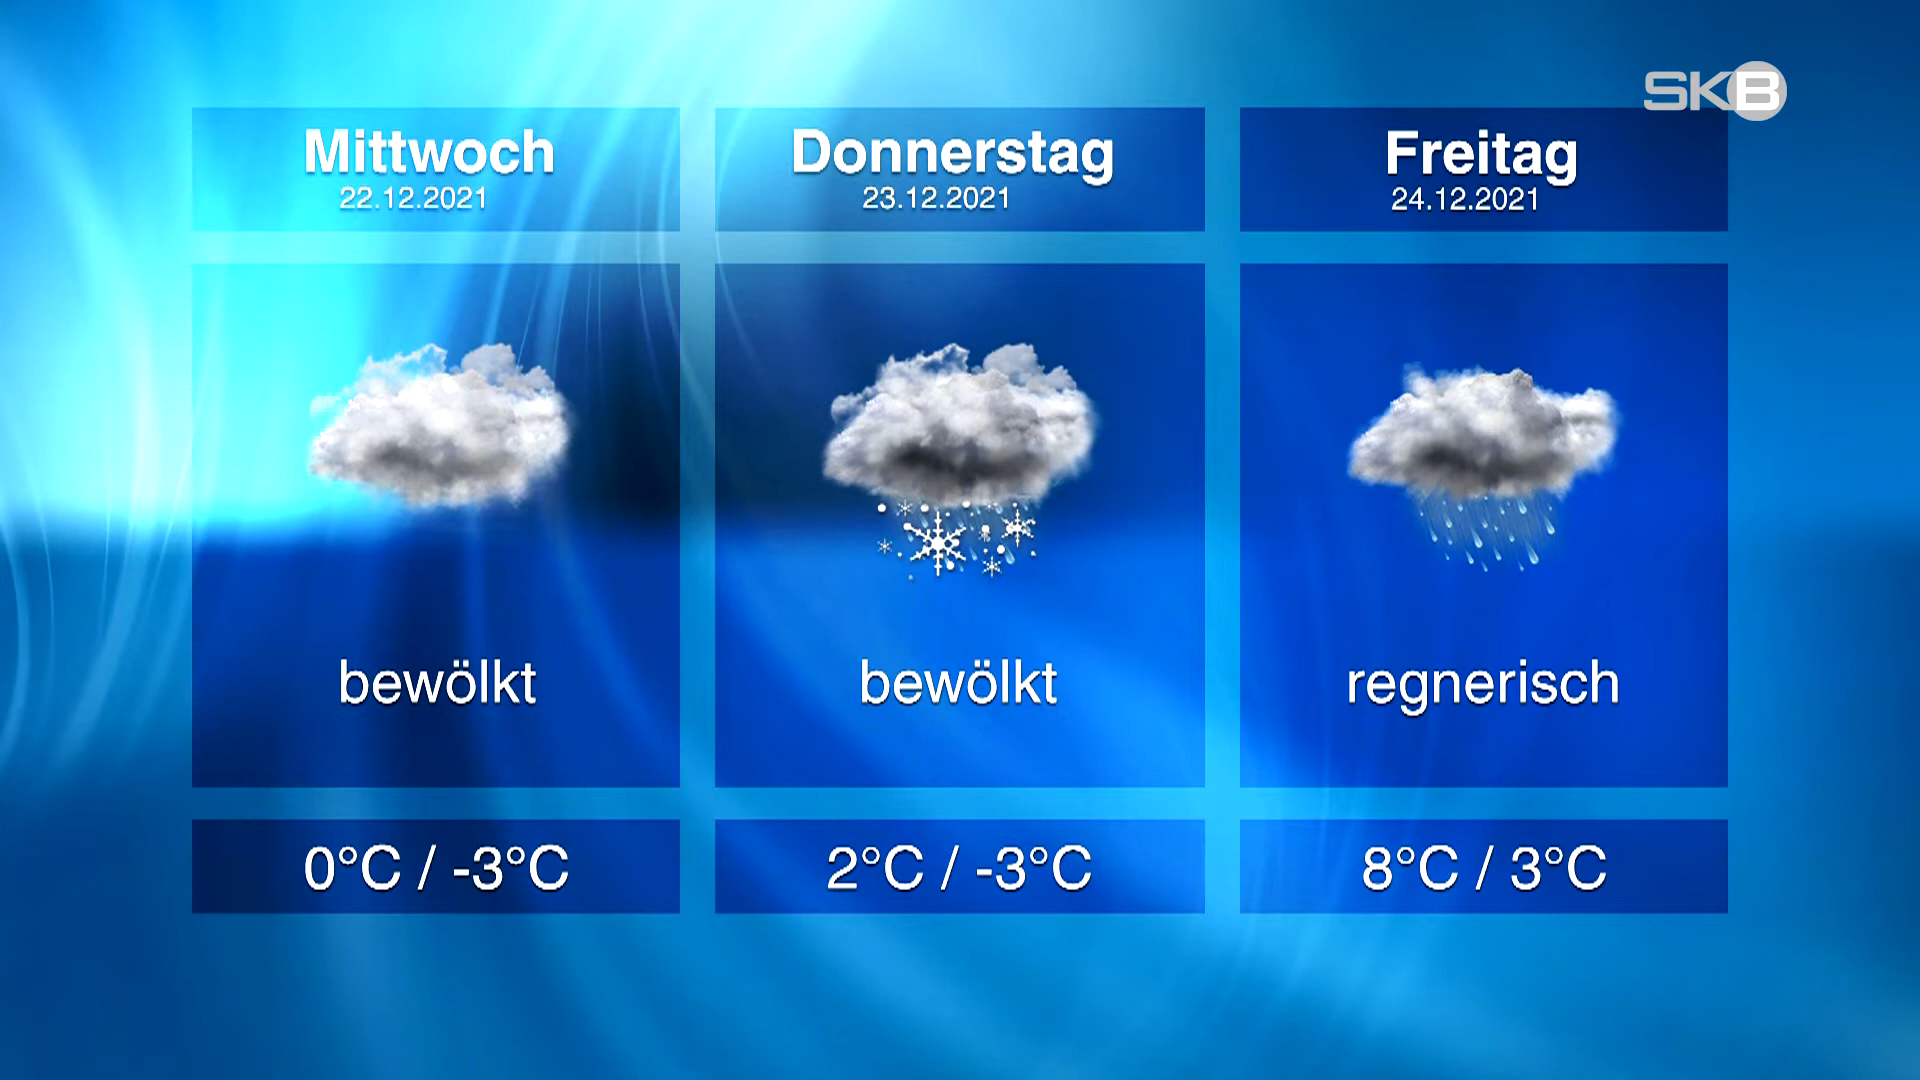 SKB
Mittwoch
22.12.2021
bewölkt
0°C / -3°C
Donnerstag
23.12.2021
bewölkt
2°C / -3°C
Freitag
24.12.2021
regnerisch
8°C / 3°C